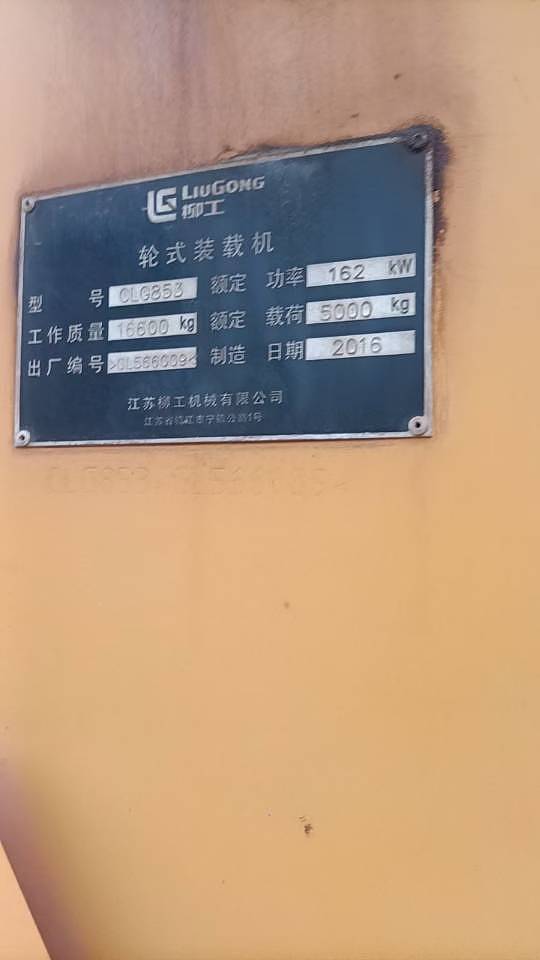 LG LIUGONG
柳工
轮式装载机
型 号 CLG853 额定 功率 162 kW
工作质量 16600 kg 额定 载荷 5000 kg
出厂编号 制造 日期 2016
江苏柳工机械有限公司